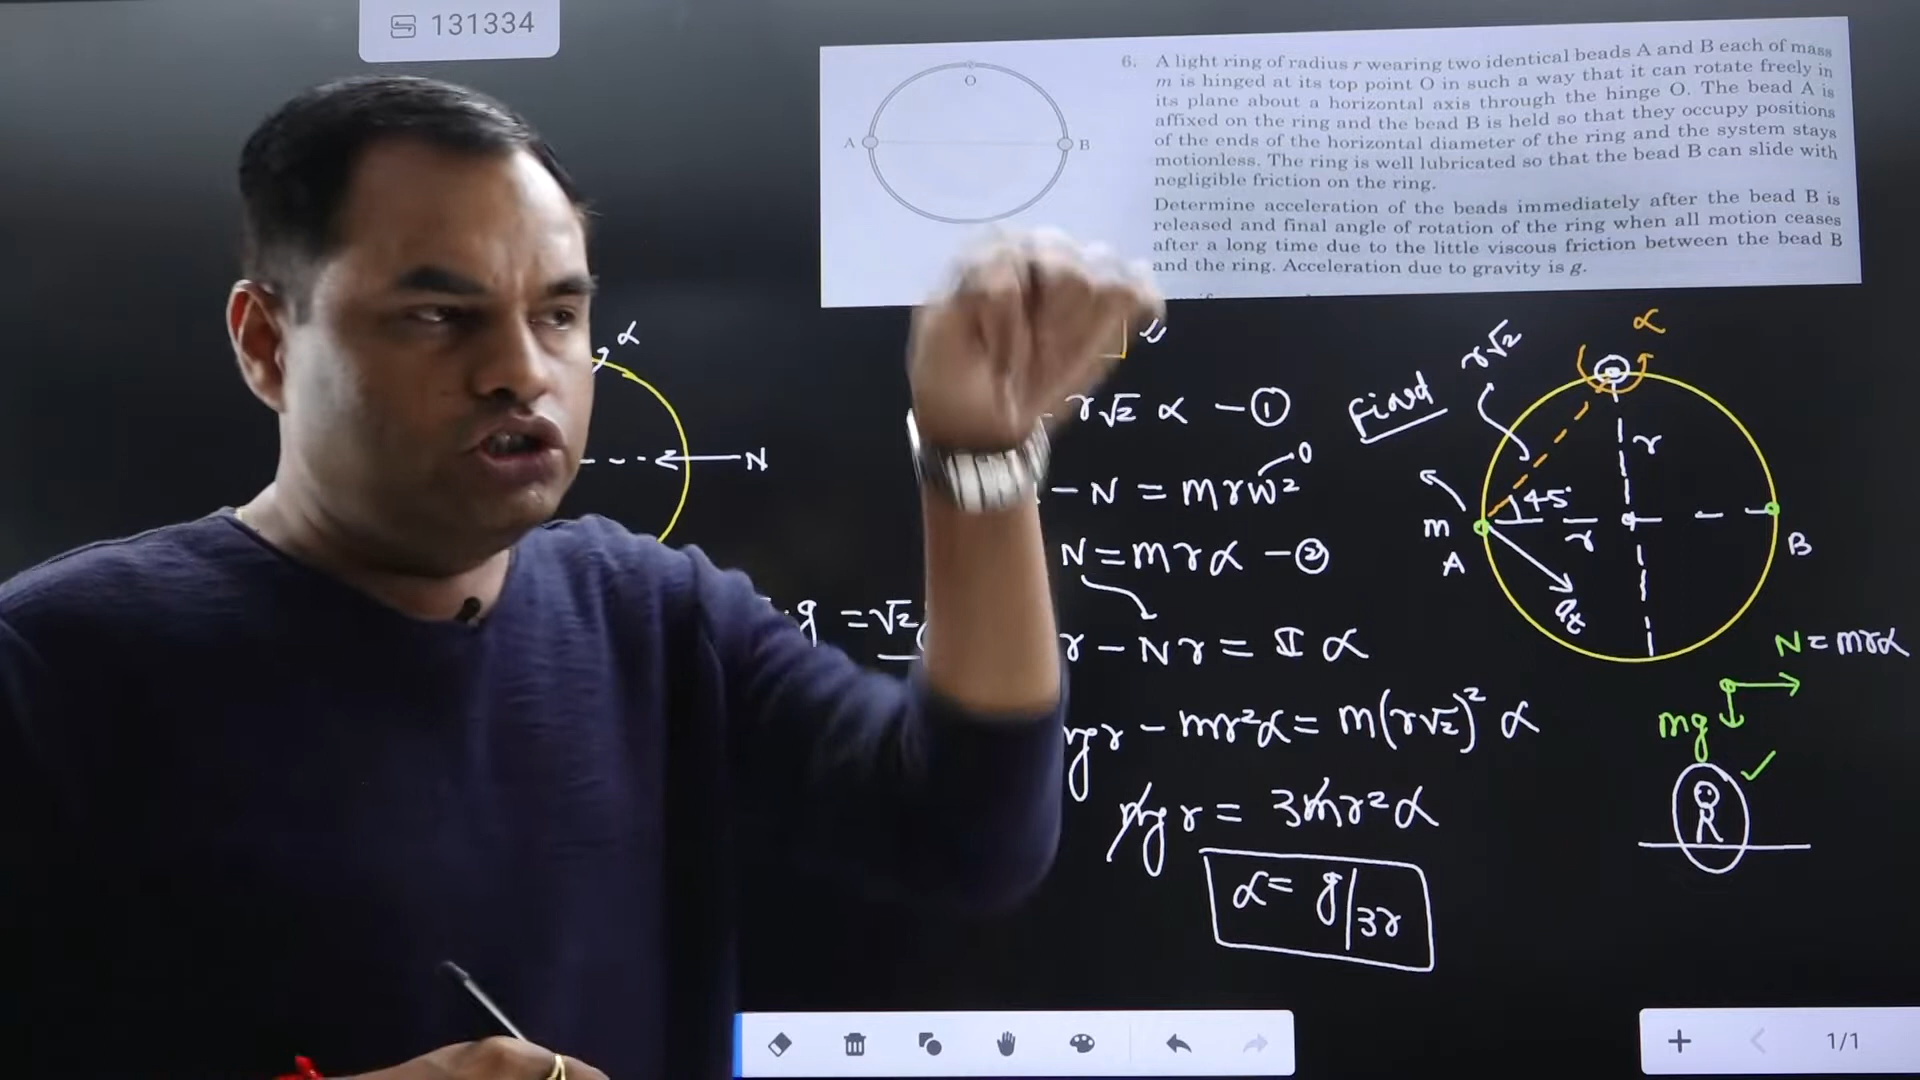 131334
6. A light ring of radius r wearing two identical beads A and B each of mass
m is hinged at its top point O in such a way that it can rotate freely in
its plane about a horizontal axis through the hinge O. The bead A is
affixed on the ring and the bead B is held so that they occupy positions
of the ends of the horizontal diameter of the ring and the system stays
motionless. The ring is well lubricated so that the bead B can slide with
negligible friction on the ring.
Determine acceleration of the beads immediately after the bead B is
released and final angle of rotation of the ring when all motion ceases
after a long time due to the little viscous friction between the bead B
and the ring. Acceleration due to gravity is g.
O
A
B
α
N
r√2 α – ①
– N = mrω²
0
N = mrα – ②
g = √2
r – Nr = I α
mgr – mr²α = m(r√2)² α
mgr = 3mr²α
α = g/3r
Find
r√2
α
r
45°
r
m
A
B
a_t
N = mrα
mg
1/1